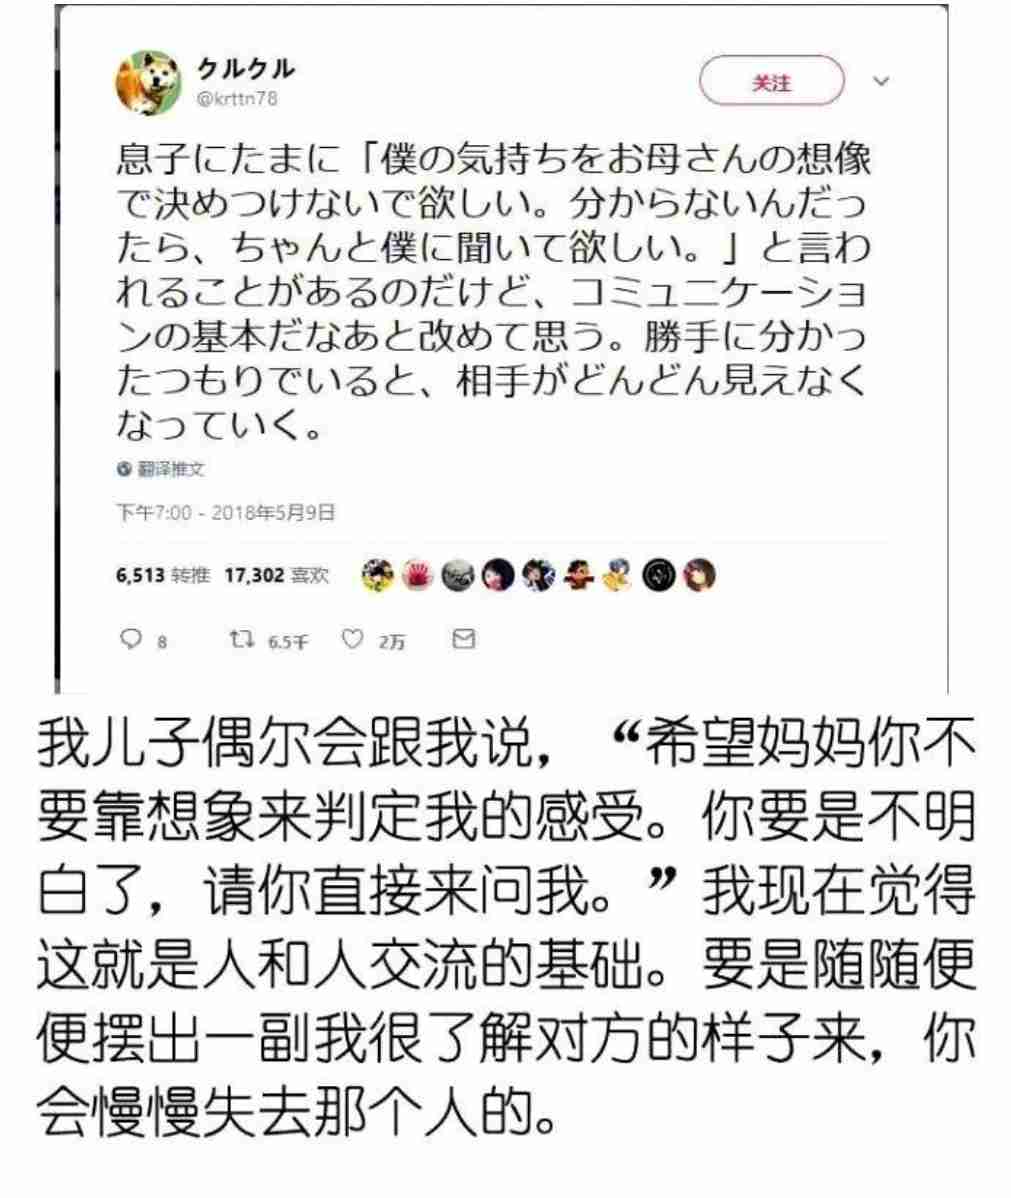 クルクル
@krttn78
关注
息子にたまに「僕の気持ちをお母さんの想像
で決めつけないで欲しい。分からないんだっ
たら、ちゃんと僕に聞いて欲しい。」と言わ
れることがあるのだけど、コミュニケーショ
ンの基本だなあと改めて思う。勝手に分かっ
たつもりでいると、相手がどんどん見えなく
なっていく。
翻译推文
下午7:00 - 2018年5月9日
6,513 转推 17,302 喜欢
8 6.5千 2万
我儿子偶尔会跟我说，“希望妈妈你不
要靠想象来判定我的感受。你要是不明
白了，请你直接来问我。”我现在觉得
这就是人和人交流的基础。要是随随便
便摆出一副我很了解对方的样子来，你
会慢慢失去那个人的。